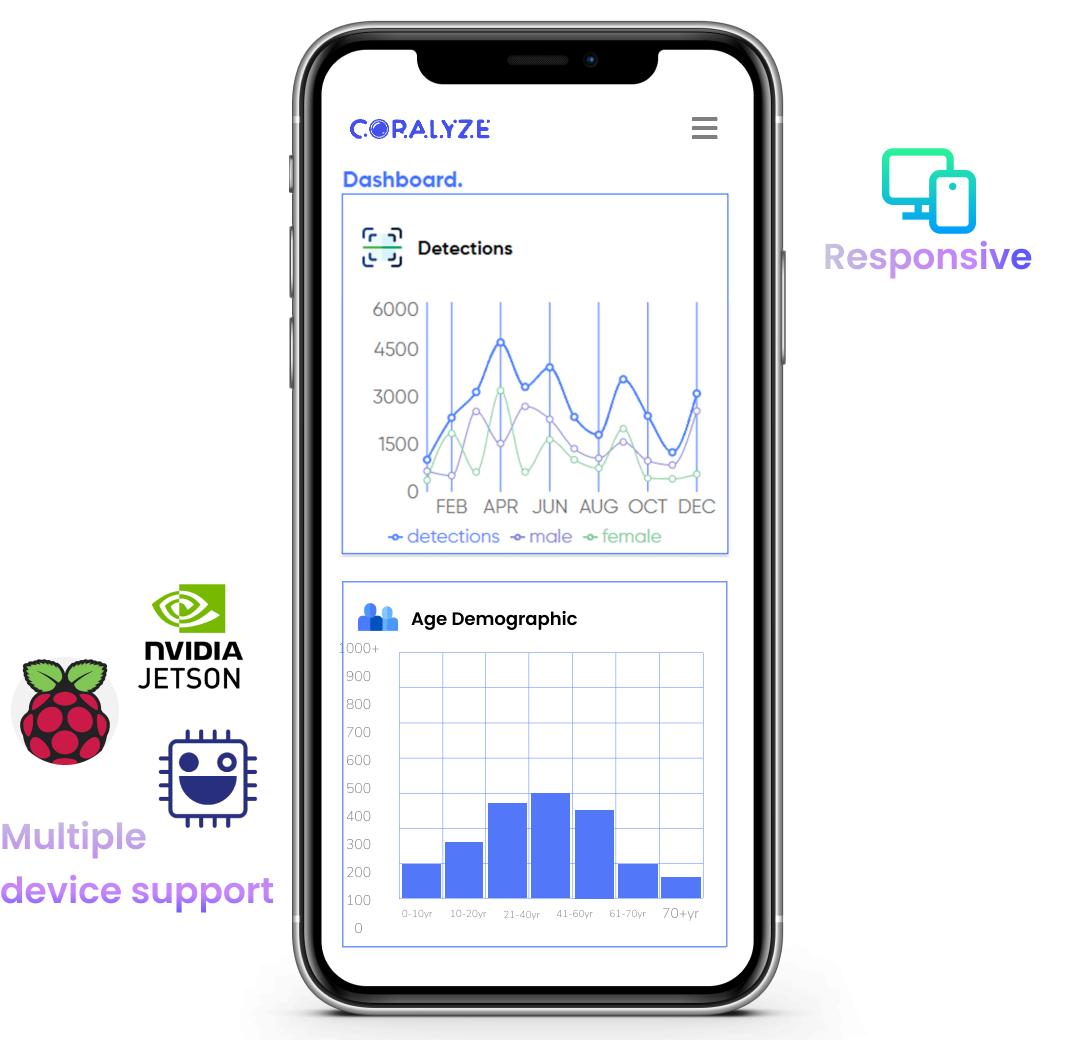 CORALYZE
Dashboard.
Detections
6000
4500
3000
1500
0
FEB APR JUN AUG OCT DEC
detections male female
Age Demographic
1000+
900
800
700
600
500
400
300
200
100
0
0-10yr 10-20yr 21-40yr 41-60yr 61-70yr 70+yr
Responsive
NVIDIA
JETSON
Multiple
device support